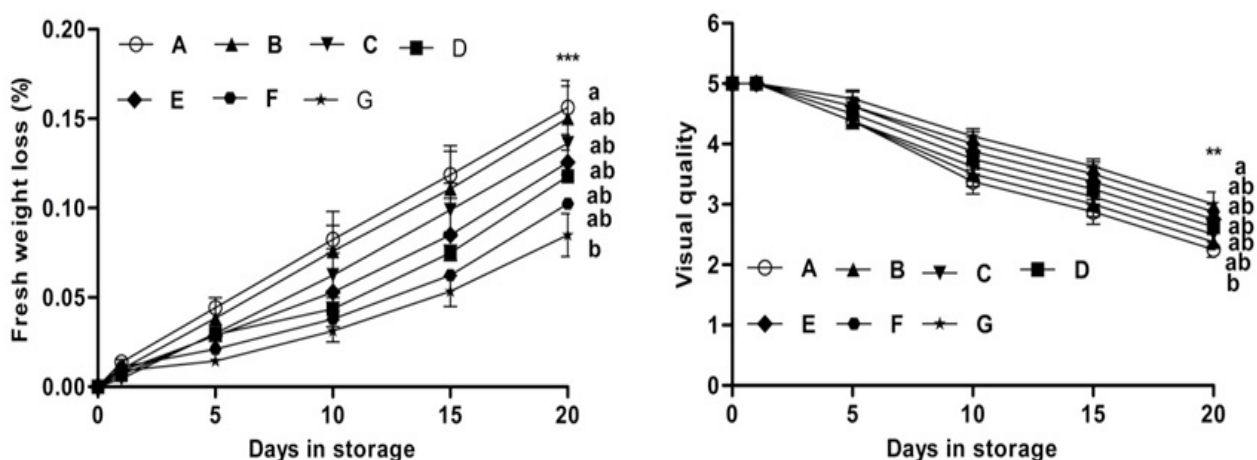 0.20
A B C D
***
E F G
a
ab
0.15
ab
ab
0.10
ab
ab
b
0.05
0.00
0 5 10 15 20
Days in storage
Fresh weight loss (%)
6
5
4
**
a
3
ab
ab
ab
ab
2
ab
b
A B C D
E F G
1
0
0 5 10 15 20
Days in storage
Visual quality